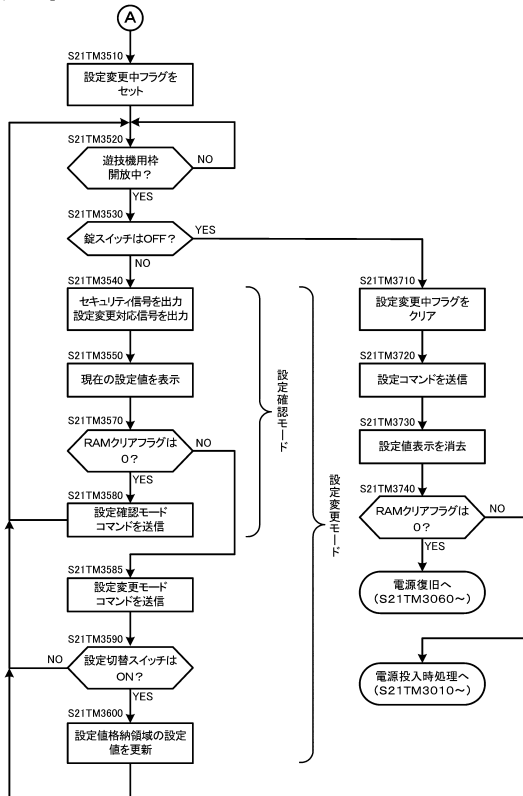 A
S21TM3510
設定変更中フラグを
セット
S21TM3520
遊技機用枠
開放中？
NO
YES
S21TM3530
錠スイッチはOFF？
YES
NO
S21TM3540
セキュリティ信号を出力
設定変更対応信号を出力
S21TM3550
現在の設定値を表示
S21TM3570
RAMクリアフラグは
０？
NO
YES
S21TM3580
設定確認モード
コマンドを送信
S21TM3585
設定変更モード
コマンドを送信
S21TM3590
設定切替スイッチは
ON？
NO
YES
S21TM3600
設定値格納領域の設定
値を更新
設定確認モード
設定変更モード
S21TM3710
設定変更中フラグを
クリア
S21TM3720
設定コマンドを送信
S21TM3730
設定値表示を消去
S21TM3740
RAMクリアフラグは
０？
NO
YES
電源復旧へ
（S21TM3060～）
電源投入時処理へ
（S21TM3010～）